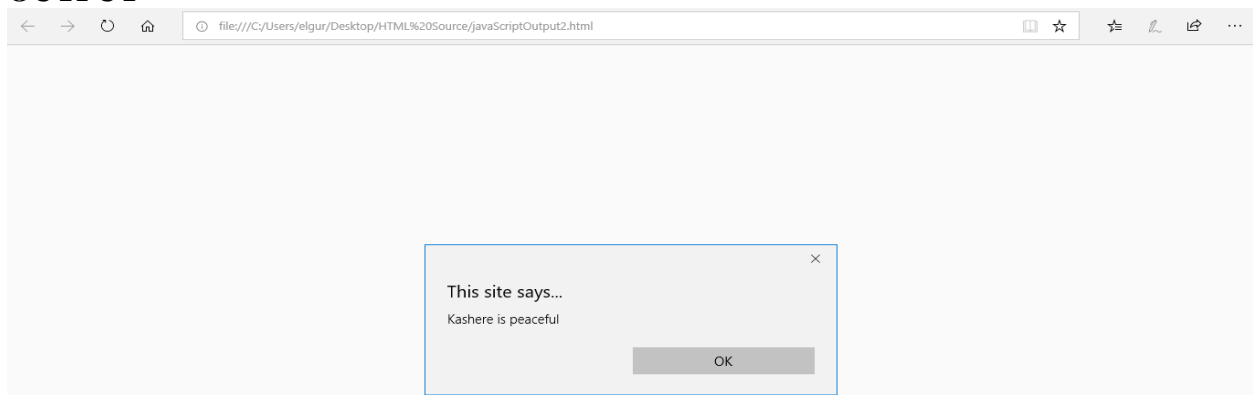 file:///C:/Users/elgur/Desktop/HTML%20Source/javaScriptOutput2.html
This site says...
Kashere is peaceful
OK